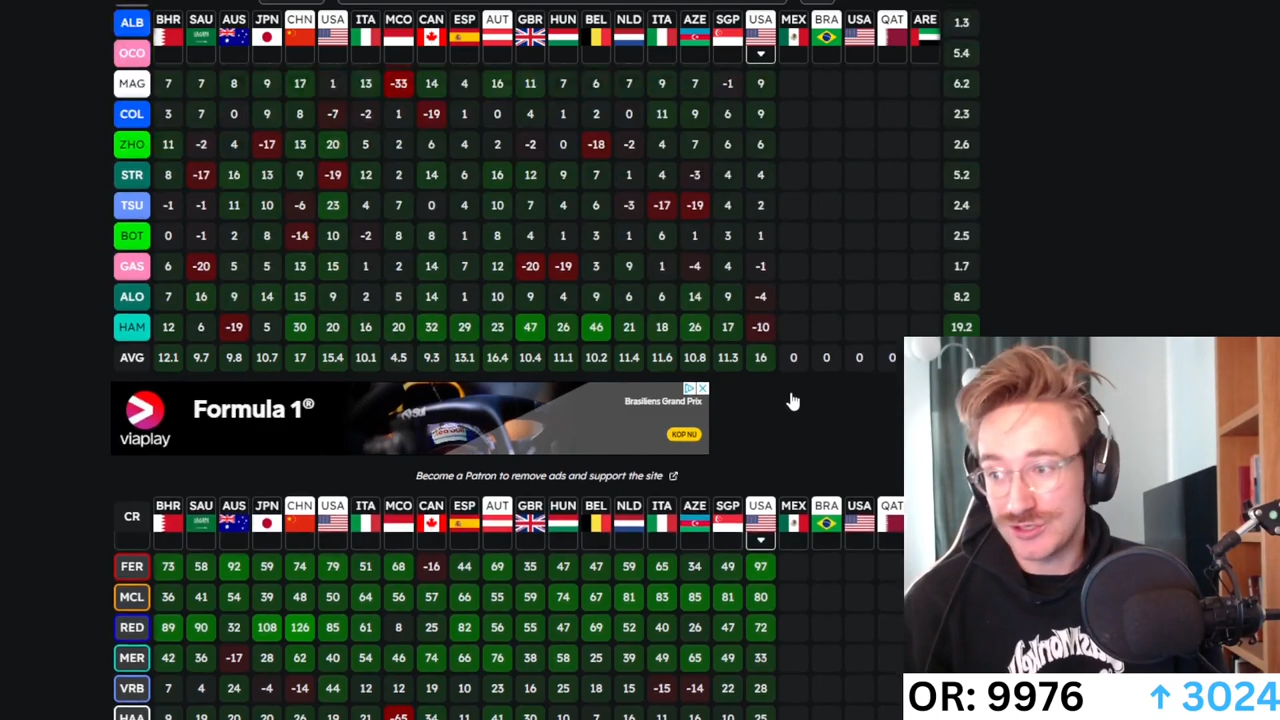 ALB BHR SAU AUS JPN CHN USA ITA MCO CAN ESP AUT GBR HUN BEL NLD ITA AZE SGP USA MEX BRA USA QAT ARE 1.3
OCO 5.4
MAG 7 7 8 9 17 1 13 -33 14 4 16 11 7 6 7 9 7 -1 9 6.2
COL 3 7 0 9 8 -7 -2 1 -19 1 0 4 1 2 0 11 9 6 9 2.3
ZHO 11 -2 4 -17 13 20 5 2 6 4 2 -2 0 -18 -2 4 7 6 6 2.6
STR 8 -17 16 13 9 -19 12 2 14 6 16 12 9 7 1 4 -3 4 4 5.2
TSU -1 -1 11 10 -6 23 4 7 0 4 10 7 4 6 -3 -17 -19 4 2 2.4
BOT 0 -1 2 8 -14 10 -2 8 8 1 8 4 1 3 1 6 1 3 1 2.5
GAS 6 -20 5 5 13 15 1 2 14 7 12 -20 -19 3 9 1 -4 4 -1 1.7
ALO 7 16 9 14 15 9 2 5 14 1 10 9 4 9 6 6 14 9 -4 8.2
HAM 12 6 -19 5 30 20 16 20 32 29 23 47 26 46 21 18 26 17 -10 19.2
AVG 12.1 9.7 9.8 10.7 17 15.4 10.1 4.5 9.3 13.1 16.4 10.4 11.1 10.2 11.4 11.6 10.8 11.3 16 0 0 0 0
Formula 1®
Brasiliens Grand Prix
viaplay
KÖP NU
Become a Patron to remove ads and support the site
CR BHR SAU AUS JPN CHN USA ITA MCO CAN ESP AUT GBR HUN BEL NLD ITA AZE SGP USA MEX BRA USA QAT
FER 73 58 92 59 74 79 51 68 -16 44 69 35 47 47 59 65 34 49 97
MCL 36 41 54 39 48 50 64 56 57 66 55 59 74 67 81 83 85 81 80
RED 89 90 32 108 126 85 61 8 25 82 56 55 47 69 52 40 26 47 72
MER 42 36 -17 28 62 40 54 46 74 66 76 38 58 25 39 49 65 49 33
VRB 7 4 24 -4 -14 44 12 12 19 10 23 16 25 18 15 -15 -14 22 28
OR: 9976 ↑ 3024